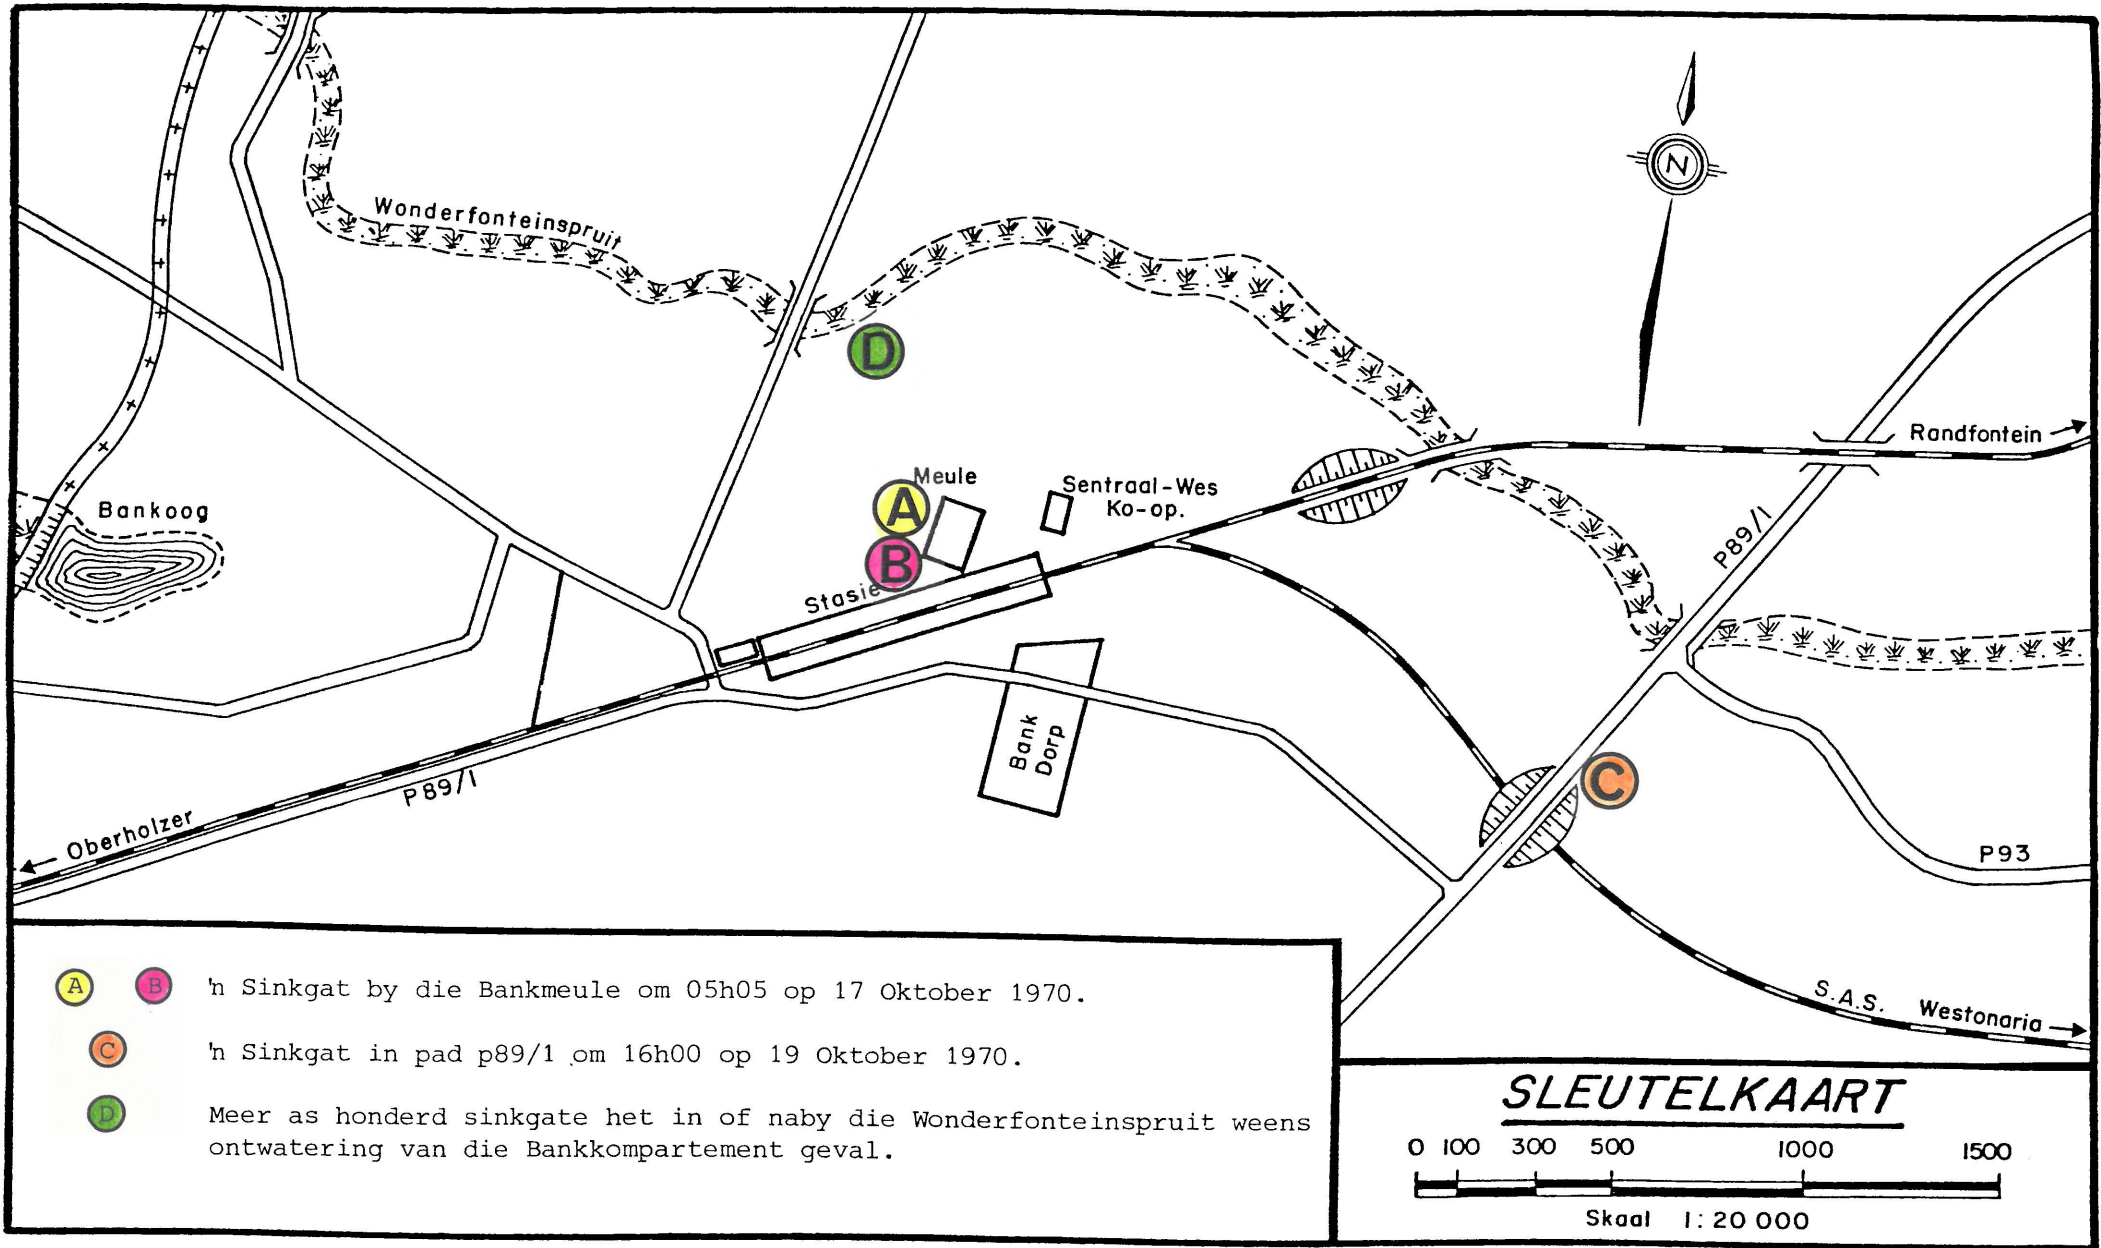 N
Wonderfonteinspruit
D
Randfontein
Meule
A
Sentraal-Wes
Ko-op.
Bankoog
B
Stasie
P89/1
Bank
Dorp
C
P89/1
Oberholzer
P93
S.A.S.
Westonaria
A B 'n Sinkgat by die Bankmeule om 05h05 op 17 Oktober 1970.
C 'n Sinkgat in pad p89/1 om 16h00 op 19 Oktober 1970.
D Meer as honderd sinkgate het in of naby die Wonderfonteinspruit weens
ontwatering van die Bankkompartement geval.
SLEUTELKAART
0 100 300 500 1000 1500
Skaal 1:20 000